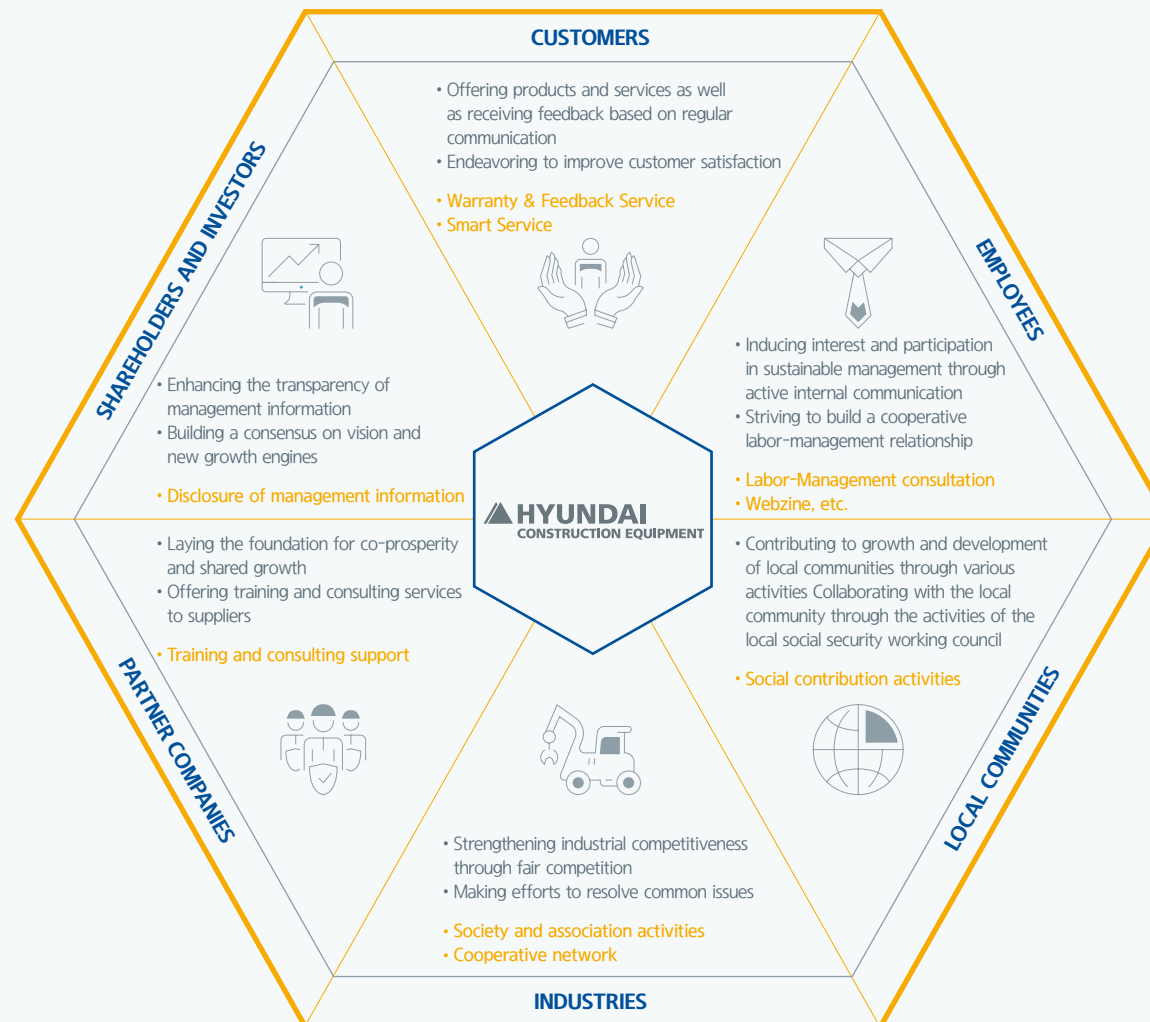 CUSTOMERS
• Offering products and services as well
as receiving feedback based on regular
communication
• Endeavoring to improve customer satisfaction
• Warranty & Feedback Service
• Smart Service
EMPLOYEES
• Inducing interest and participation
in sustainable management through
active internal communication
• Striving to build a cooperative
labor-management relationship
• Labor-Management consultation
• Webzine, etc.
SHAREHOLDERS AND INVESTORS
• Enhancing the transparency of
management information
• Building a consensus on vision and
new growth engines
• Disclosure of management information
HYUNDAI
CONSTRUCTION EQUIPMENT
PARTNER COMPANIES
• Laying the foundation for co-prosperity
and shared growth
• Offering training and consulting services
to suppliers
• Training and consulting support
LOCAL COMMUNITIES
• Contributing to growth and development
of local communities through various
activities Collaborating with the local
community through the activities of the
local social security working council
• Social contribution activities
• Strengthening industrial competitiveness
through fair competition
• Making efforts to resolve common issues
• Society and association activities
• Cooperative network
INDUSTRIES